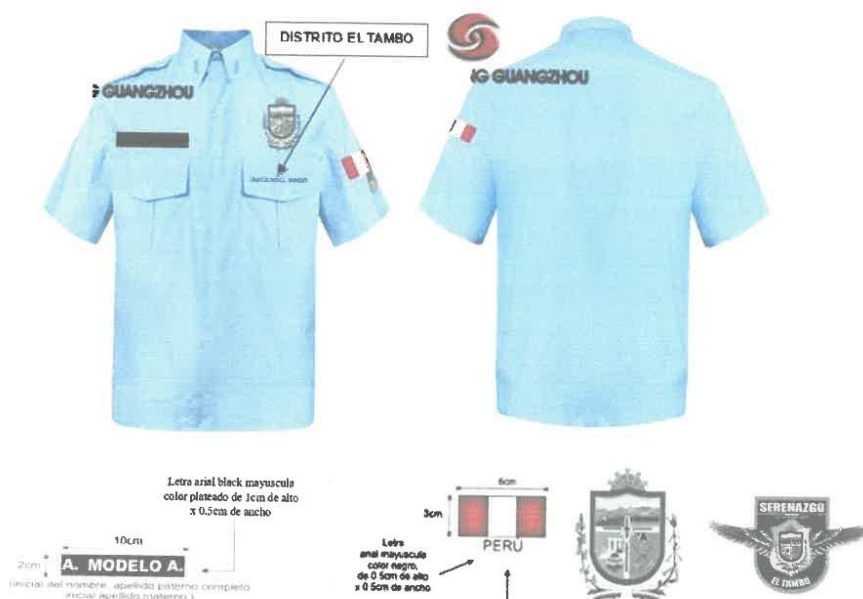 DISTRITO EL TAMBO
GUANGZHOU
NG GUANGZHOU
Letra arial black mayuscula
color plateado de 1cm de alto
x 0.5cm de ancho
10cm
2cm
A. MODELO A.
(inicial del nombre, apellido paterno completo
inicial apellido materno)
6cm
3cm
PERÚ
Letra
arial mayuscula
color negro,
de 0.5cm de alto
x 0.5cm de ancho
SERENAZGO
EL TAMBO